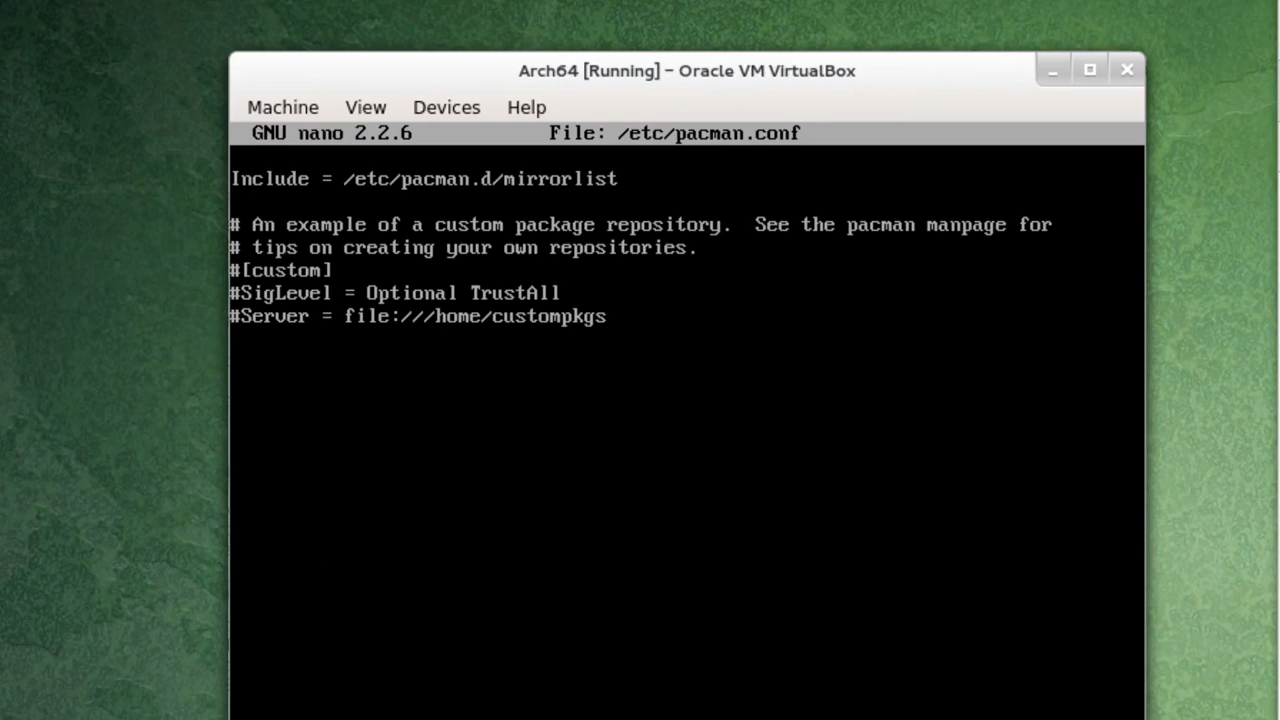 Arch64 [Running] - Oracle VM VirtualBox
Machine View Devices Help
GNU nano 2.2.6 File: /etc/pacman.conf
Include = /etc/pacman.d/mirrorlist
# An example of a custom package repository. See the pacman manpage for
# tips on creating your own repositories.
#[custom]
#SigLevel = Optional TrustAll
#Server = file:///home/custompkgs